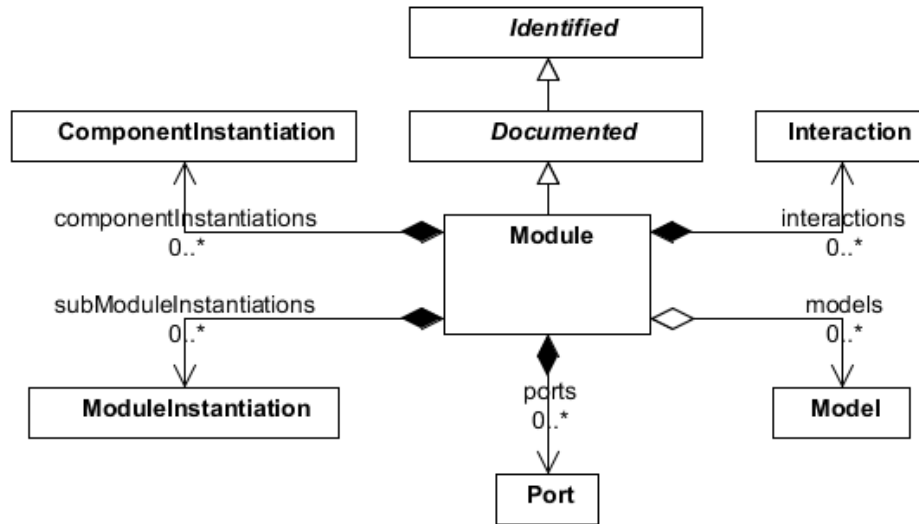 Identified
ComponentInstantiation
Documented
Interaction
componentInstantiations
0..*
Module
interactions
0..*
subModuleInstantiations
0..*
models
0..*
ModuleInstantiation
ports
0..*
Model
Port